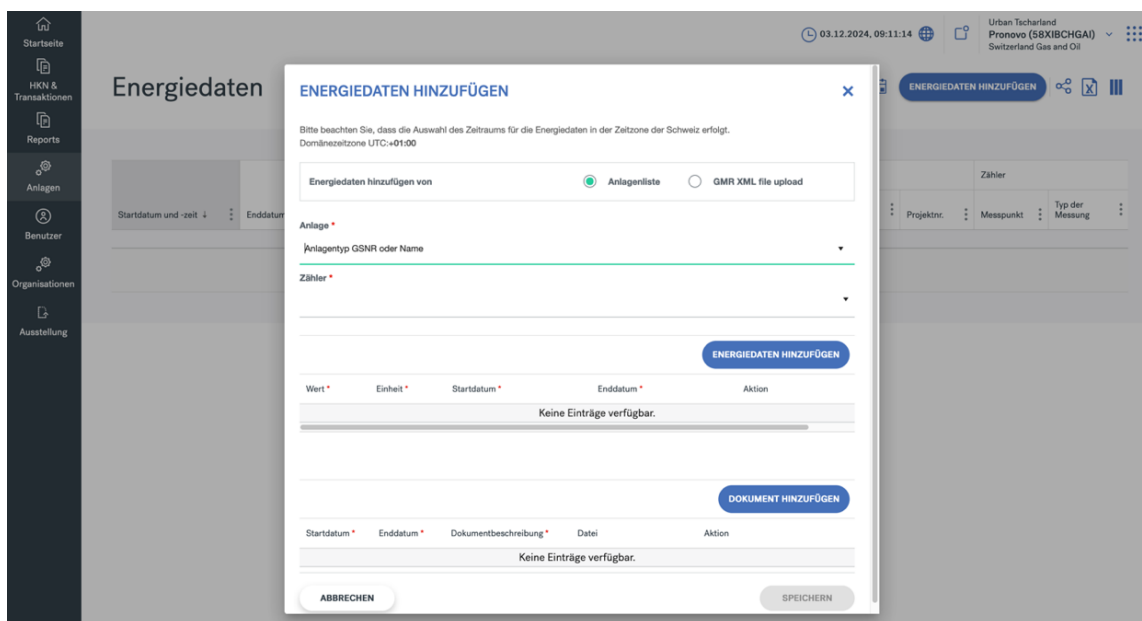 Startseite
HKN &
Transaktionen
Reports
Anlagen
Benutzer
Organisationen
Ausstellung
03.12.2024, 09:11:14
Urban Tscharland
Pronovo (58XIBCHGAI)
Switzerland Gas and Oil
Energiedaten
ENERGIEDATEN HINZUFÜGEN
Startdatum und -zeit ↓
Enddatum
Zähler
Projektnr.
Messpunkt
Typ der
Messung
ENERGIEDATEN HINZUFÜGEN
Bitte beachten Sie, dass die Auswahl des Zeitraums für die Energiedaten in der Zeitzone der Schweiz erfolgt.
Domänezeitzone UTC:+01:00
Energiedaten hinzufügen von
Anlagenliste
GMR XML file upload
Anlage *
Anlagentyp GSNR oder Name
Zähler *
ENERGIEDATEN HINZUFÜGEN
Wert * Einheit * Startdatum * Enddatum * Aktion
Keine Einträge verfügbar.
DOKUMENT HINZUFÜGEN
Startdatum * Enddatum * Dokumentbeschreibung * Datei Aktion
Keine Einträge verfügbar.
ABBRECHEN
SPEICHERN